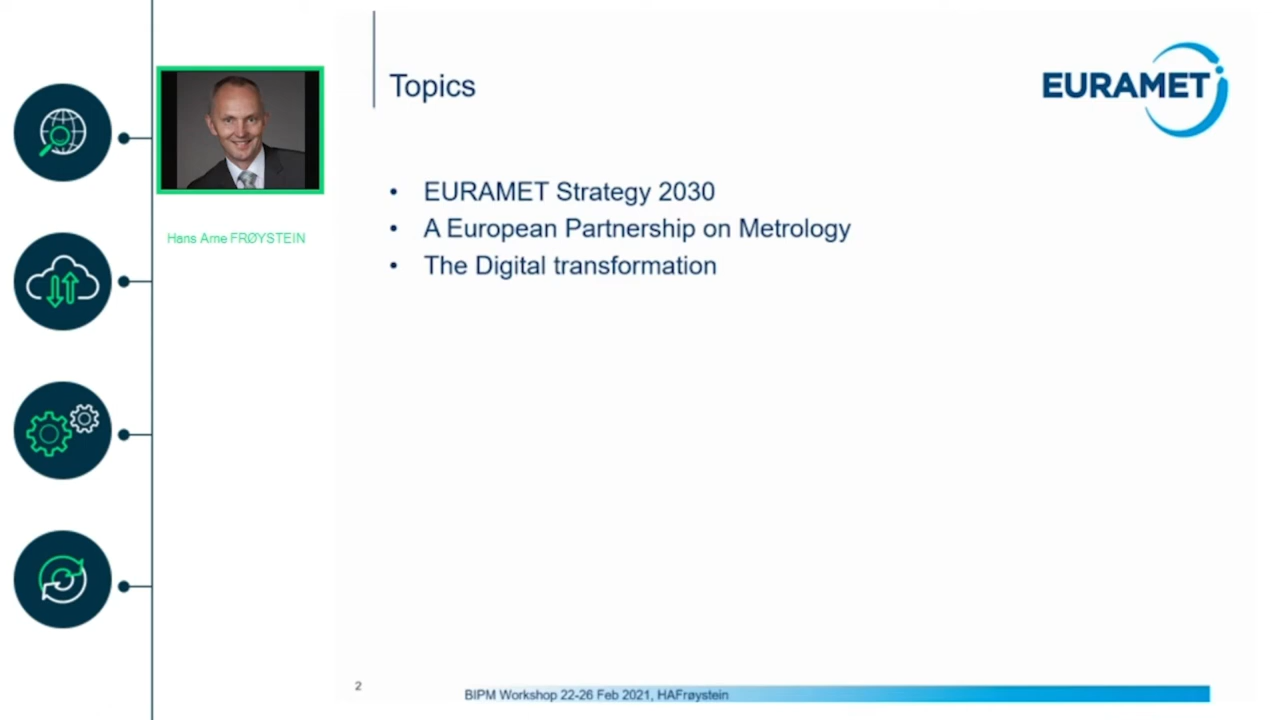 Topics
EURAMET
Hans Arne FRØYSTEIN
• EURAMET Strategy 2030
• A European Partnership on Metrology
• The Digital transformation
2
BIPM Workshop 22-26 Feb 2021, HAFrøystein